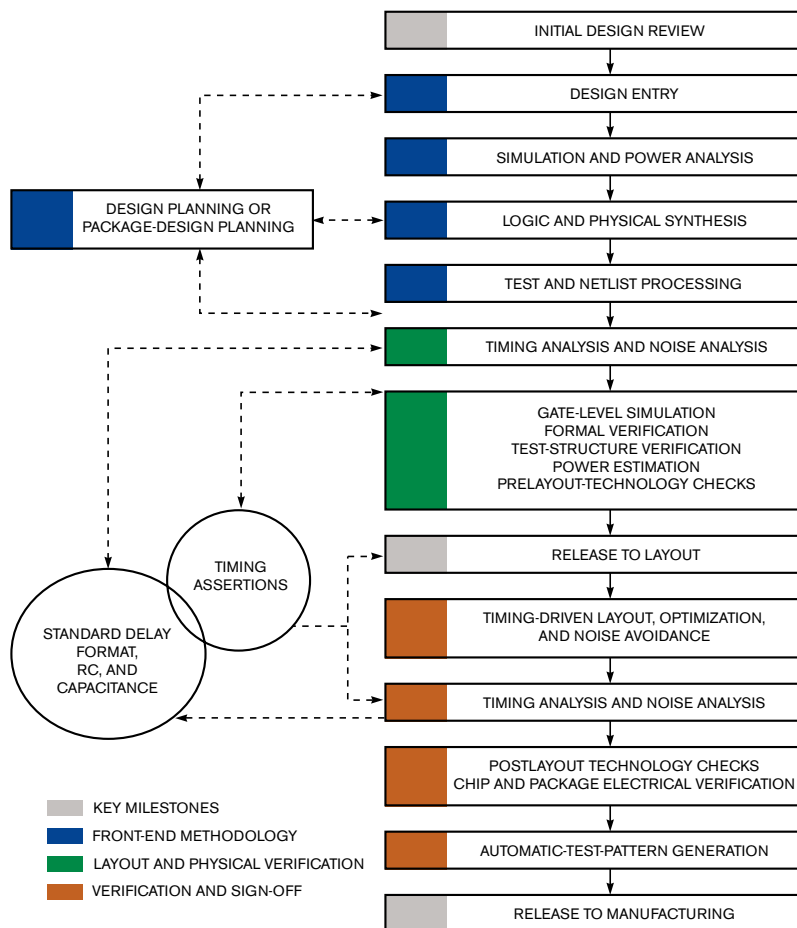 INITIAL DESIGN REVIEW
DESIGN ENTRY
SIMULATION AND POWER ANALYSIS
DESIGN PLANNING OR
PACKAGE-DESIGN PLANNING
LOGIC AND PHYSICAL SYNTHESIS
TEST AND NETLIST PROCESSING
TIMING ANALYSIS AND NOISE ANALYSIS
GATE-LEVEL SIMULATION
FORMAL VERIFICATION
TEST-STRUCTURE VERIFICATION
POWER ESTIMATION
PRELAYOUT-TECHNOLOGY CHECKS
TIMING
ASSERTIONS
RELEASE TO LAYOUT
STANDARD DELAY
FORMAT,
RC, AND
CAPACITANCE
TIMING-DRIVEN LAYOUT, OPTIMIZATION,
AND NOISE AVOIDANCE
TIMING ANALYSIS AND NOISE ANALYSIS
POSTLAYOUT TECHNOLOGY CHECKS
CHIP AND PACKAGE ELECTRICAL VERIFICATION
AUTOMATIC-TEST-PATTERN GENERATION
RELEASE TO MANUFACTURING
KEY MILESTONES
FRONT-END METHODOLOGY
LAYOUT AND PHYSICAL VERIFICATION
VERIFICATION AND SIGN-OFF